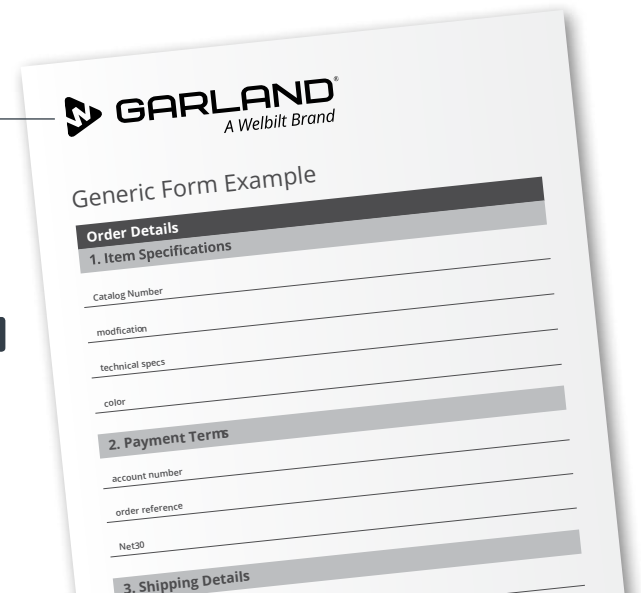 GARLAND®
A Welbilt Brand
Generic Form Example
Order Details
1. Item Specifications
Catalog Number
modfication
technical specs
color
2. Payment Terms
account number
order reference
Net30
3. Shipping Details